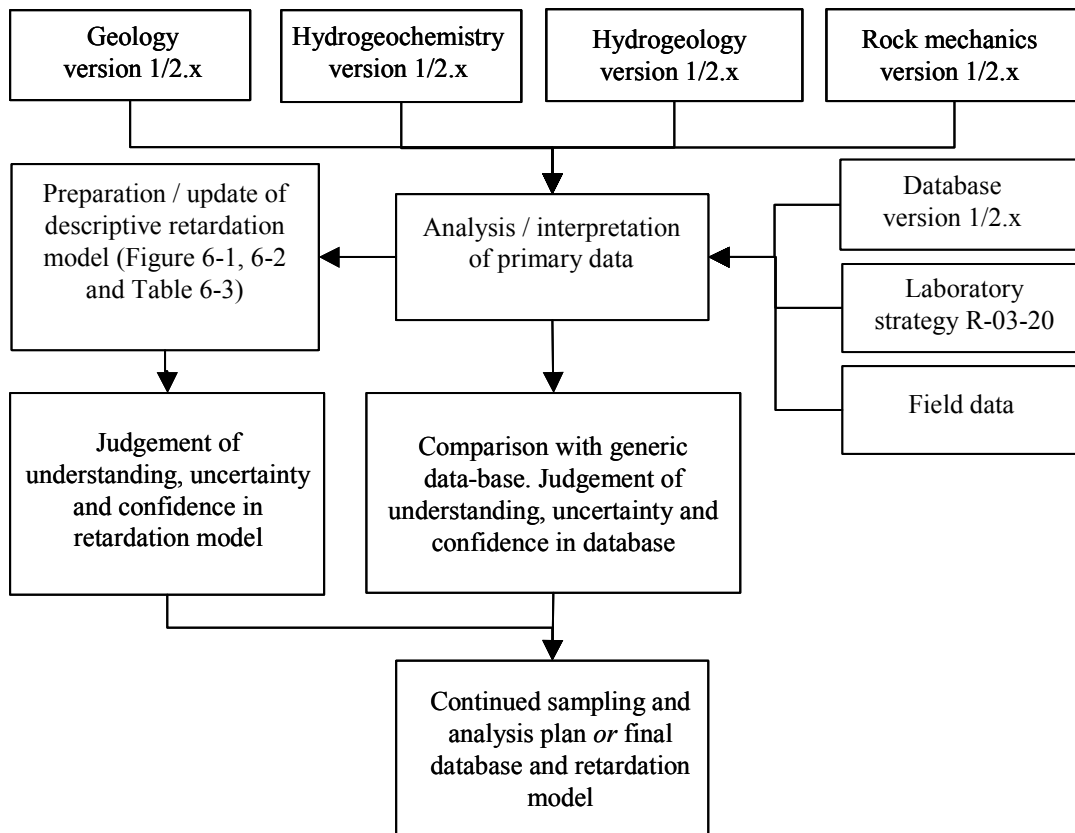 Geology
version 1/2.x
Hydrogeochemistry
version 1/2.x
Hydrogeology
version 1/2.x
Rock mechanics
version 1/2.x
Preparation / update of
descriptive retardation
model (Figure 6-1, 6-2
and Table 6-3)
Analysis / interpretation
of primary data
Database
version 1/2.x
Laboratory
strategy R-03-20
Field data
Judgement of
understanding, uncertainty
and confidence in
retardation model
Comparison with generic
data-base. Judgement of
understanding, uncertainty and
confidence in database
Continued sampling and
analysis plan or final
database and retardation
model